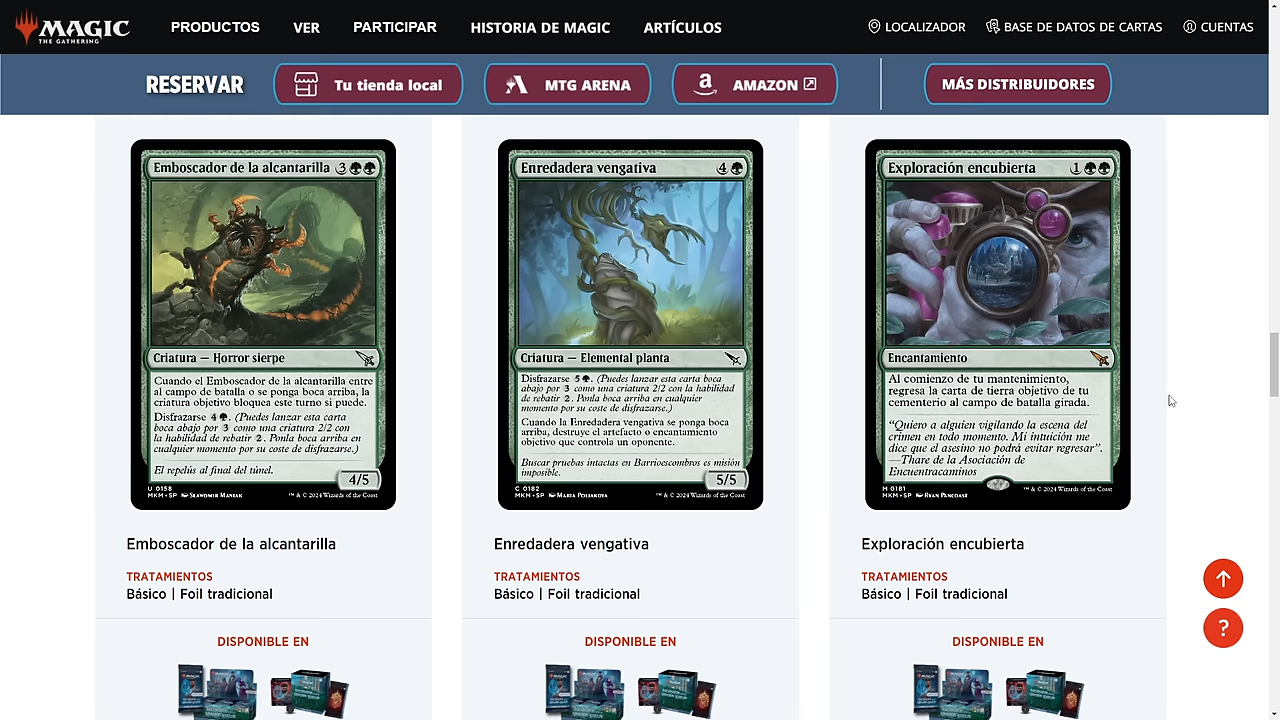 MAGIC
THE GATHERING
PRODUCTOS
VER
PARTICIPAR
HISTORIA DE MAGIC
ARTÍCULOS
LOCALIZADOR
BASE DE DATOS DE CARTAS
CUENTAS
RESERVAR
Tu tienda local
MTG ARENA
a AMAZON
MÁS DISTRIBUIDORES
Emboscador de la alcantarilla 3
Criatura — Horror sierpe
Cuando el Emboscador de la alcantarilla entre
al campo de batalla o se ponga boca arriba, la
criatura objetivo bloquea este turno si puede.
Disfrazarse 4. (Puedes lanzar esta carta
boca abajo por 3 como una criatura 2/2 con
la habilidad de rebatir 2. Ponla boca arriba en
cualquier momento por su coste de disfrazarse.)
El repelús al final del túnel.
4/5
U 0158
MKM • SP Sławomir Maniak
™ & © 2024 Wizards of the Coast
Enredadera vengativa 4
Criatura — Elemental planta
Disfrazarse 5. (Puedes lanzar esta carta boca
abajo por 3 como una criatura 2/2 con la habilidad
de rebatir 2. Ponla boca arriba en cualquier
momento por su coste de disfrazarse.)
Cuando la Enredadera vengativa se ponga boca
arriba, destruye el artefacto o encantamiento
objetivo que controla un oponente.
Buscar pruebas intactas en Barrioescombros es misión
imposible.
5/5
C 0182
MKM • SP Marta Poliakova
™ & © 2024 Wizards of the Coast
Exploración encubierta 1
Encantamiento
Al comienzo de tu mantenimiento,
regresa la carta de tierra objetivo de tu
cementerio al campo de batalla girada.
“Quiero a alguien vigilando la escena del
crimen en todo momento. Mi intuición me
dice que el asesino no podrá evitar regresar”.
—Thare de la Asociación de
Encuentracaminos
M 0181
MKM • SP Ryan Pancoast
™ & © 2024 Wizards of the Coast
Emboscador de la alcantarilla
TRATAMIENTOS
Básico | Foil tradicional
DISPONIBLE EN
Enredadera vengativa
TRATAMIENTOS
Básico | Foil tradicional
DISPONIBLE EN
Exploración encubierta
TRATAMIENTOS
Básico | Foil tradicional
DISPONIBLE EN
?